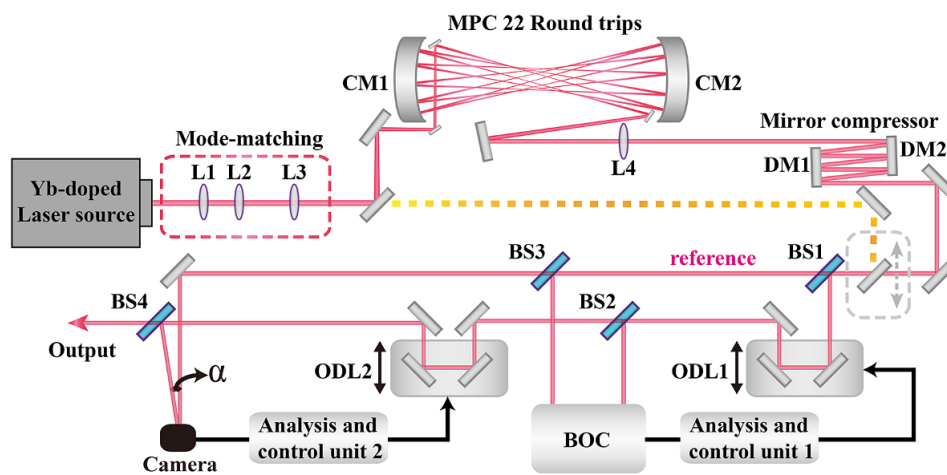 MPC 22 Round trips
CM1
CM2
Mirror compressor
Mode-matching
L1
L2
L3
L4
DM1
DM2
Yb-doped
Laser source
BS3
reference
BS1
BS4
BS2
Output
α
ODL2
ODL1
Analysis and
control unit 2
BOC
Analysis and
control unit 1
Camera